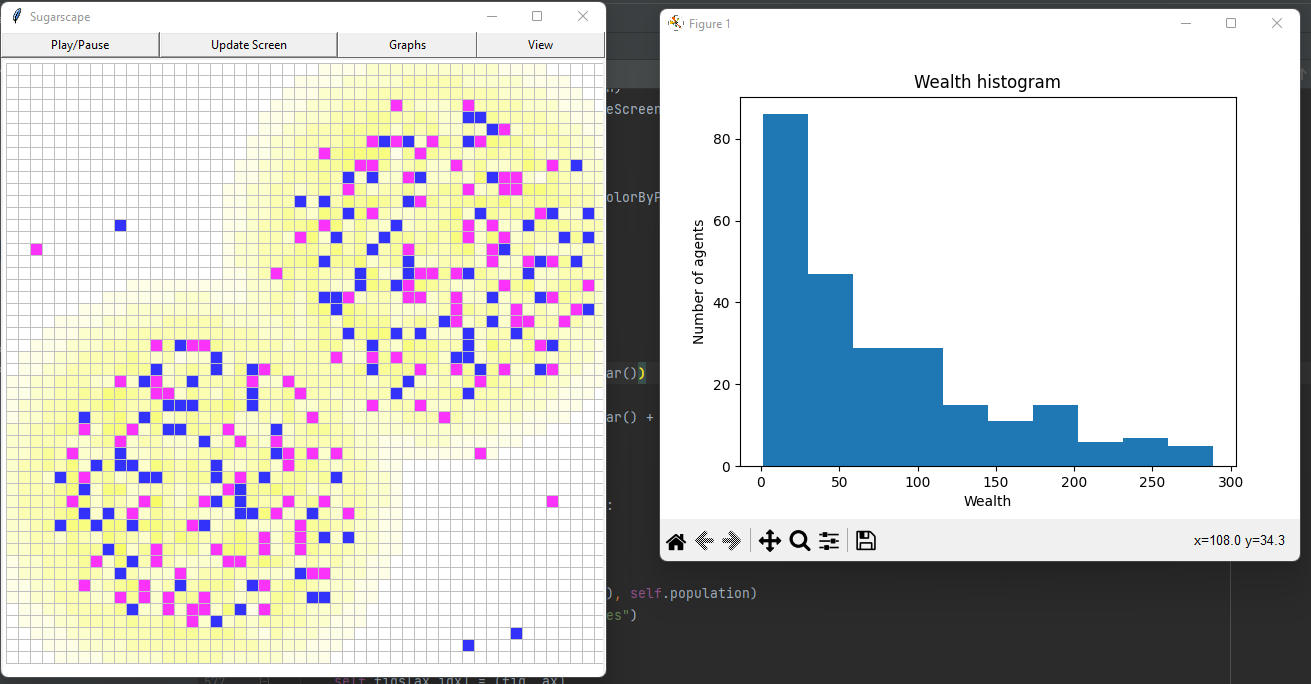 Sugarscape
Play/Pause
Update Screen
Graphs
View
eScreen
olorByP
ar())
ar() +
:
), self.population)
es")
577
self.figs[ax_idx] = (fig, ax)
Figure 1
Wealth histogram
Number of agents
80
60
40
20
0
0 50 100 150 200 250 300
Wealth
x=108.0 y=34.3